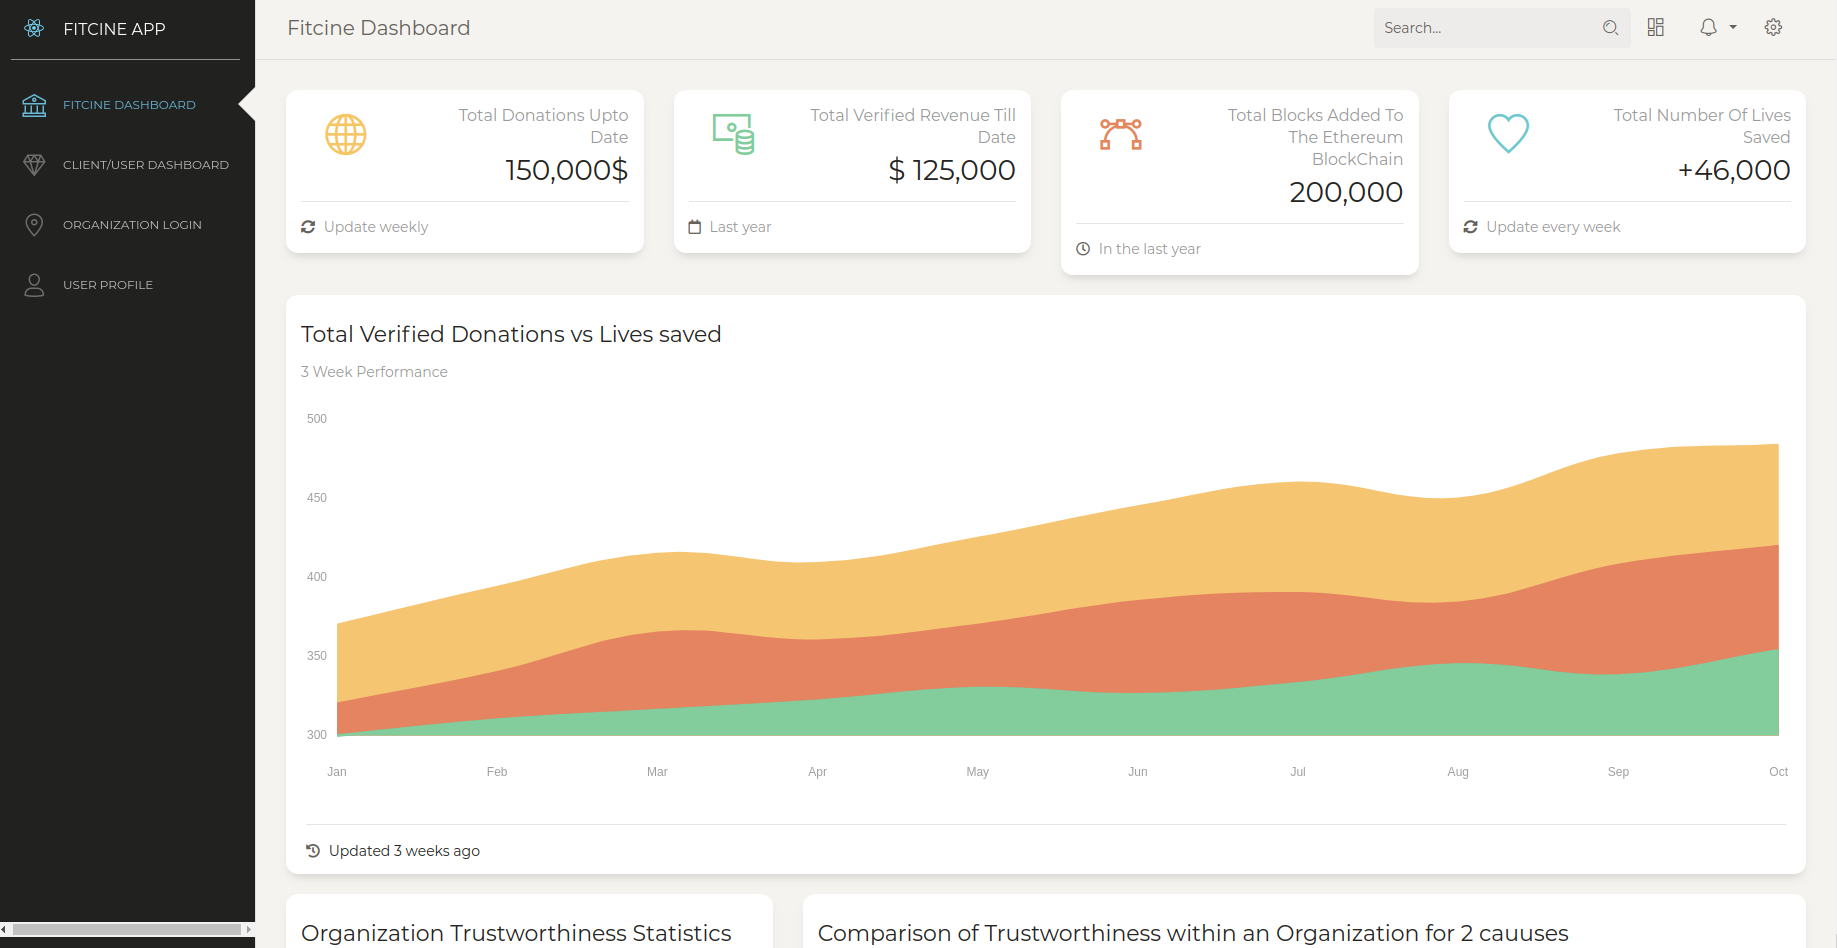 FITCINE APP
FITCINE DASHBOARD
CLIENT/USER DASHBOARD
ORGANIZATION LOGIN
USER PROFILE
Fitcine Dashboard
Search...
Total Donations Upto
Date
150,000$
Update weekly
Total Verified Revenue Till
Date
$ 125,000
Last year
Total Blocks Added To
The Ethereum
BlockChain
200,000
In the last year
Total Number Of Lives
Saved
+46,000
Update every week
Total Verified Donations vs Lives saved
3 Week Performance
500
450
400
350
300
Jan Feb Mar Apr May Jun Jul Aug Sep Oct
Updated 3 weeks ago
Organization Trustworthiness Statistics
Comparison of Trustworthiness within an Organization for 2 cauuses